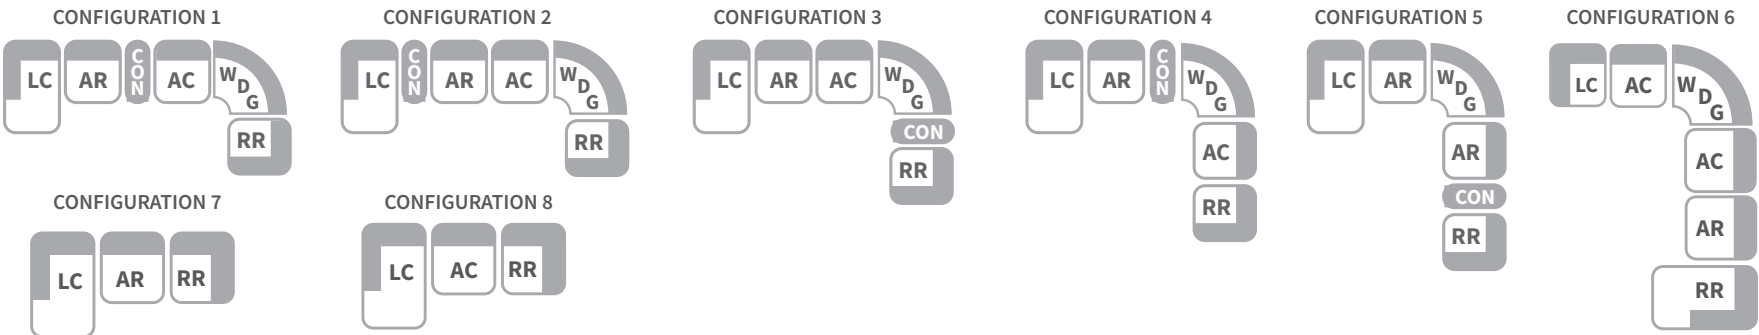 CONFIGURATION 1
LC AR CON AC WDG
RR
CONFIGURATION 2
LC CON AR AC WDG
RR
CONFIGURATION 3
LC AR AC WDG
CON
RR
CONFIGURATION 4
LC AR CON WDG
AC
RR
CONFIGURATION 5
LC AR WDG
AR
CON
RR
CONFIGURATION 6
LC AC WDG
AC
AR
RR
CONFIGURATION 7
LC AR RR
CONFIGURATION 8
LC AC RR